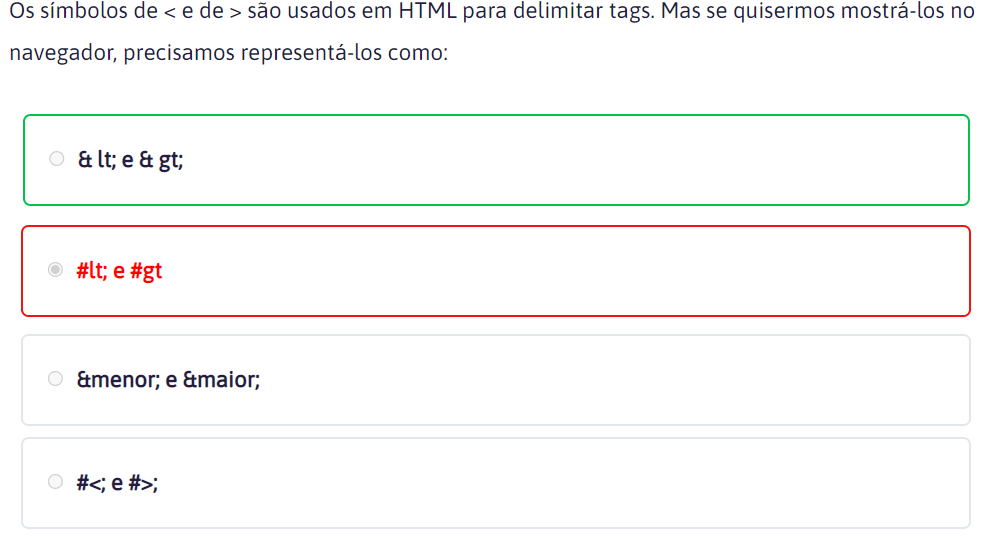 Os símbolos de < e de > são usados em HTML para delimitar tags. Mas se quisermos mostrá-los no
navegador, precisamos representá-los como:
& lt; e & gt;
#lt; e #gt
&menor; e &maior;
#<; e #>;